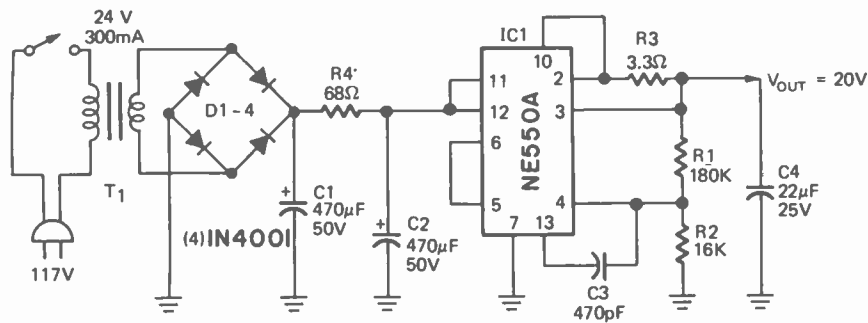 24 V
300mA
T1
117V
D1-4
(4) IN4001
R4
68Ω
+
C1
470μF
50V
+
C2
470μF
50V
IC1
NE550A
10
11
12
6
5
7
13
2
3
4
R3
3.3Ω
VOUT = 20V
R1
180K
R2
16K
C3
470pF
C4
22μF
25V